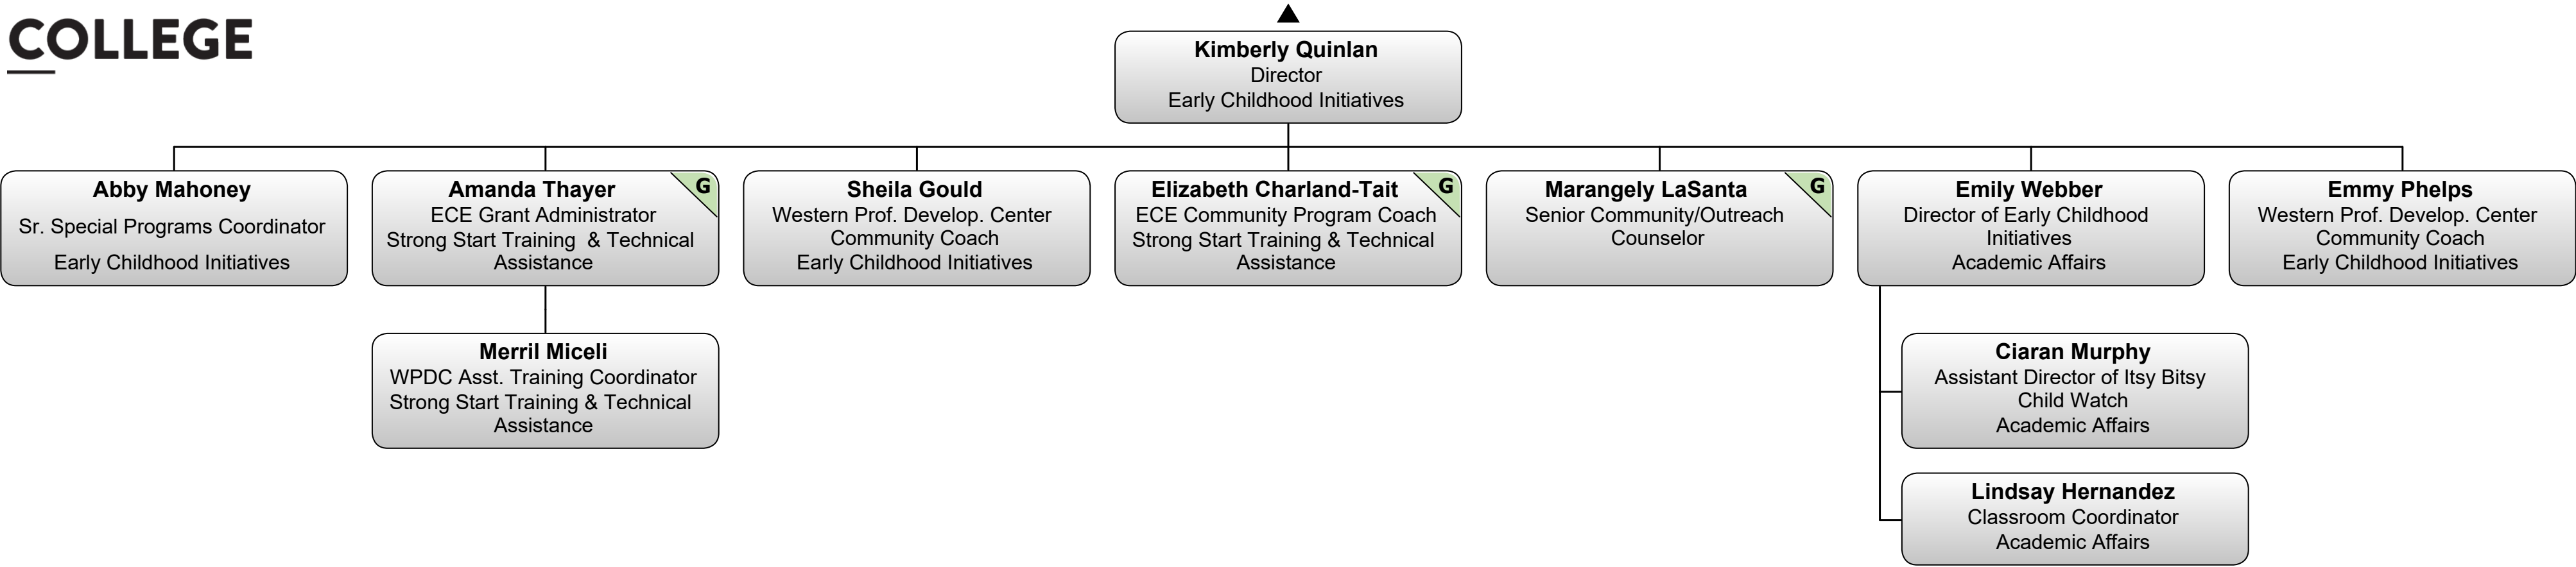 COLLEGE
Kimberly Quinlan
Director
Early Childhood Initiatives
Abby Mahoney
Sr. Special Programs Coordinator
Early Childhood Initiatives
Amanda Thayer
G
ECE Grant Administrator
Strong Start Training & Technical
Assistance
Sheila Gould
Western Prof. Develop. Center
Community Coach
Early Childhood Initiatives
Elizabeth Charland-Tait
G
ECE Community Program Coach
Strong Start Training & Technical
Assistance
Marangely LaSanta
G
Senior Community/Outreach
Counselor
Emily Webber
Director of Early Childhood
Initiatives
Academic Affairs
Emmy Phelps
Western Prof. Develop. Center
Community Coach
Early Childhood Initiatives
Merril Miceli
WPDC Asst. Training Coordinator
Strong Start Training & Technical
Assistance
Ciaran Murphy
Assistant Director of Itsy Bitsy
Child Watch
Academic Affairs
Lindsay Hernandez
Classroom Coordinator
Academic Affairs